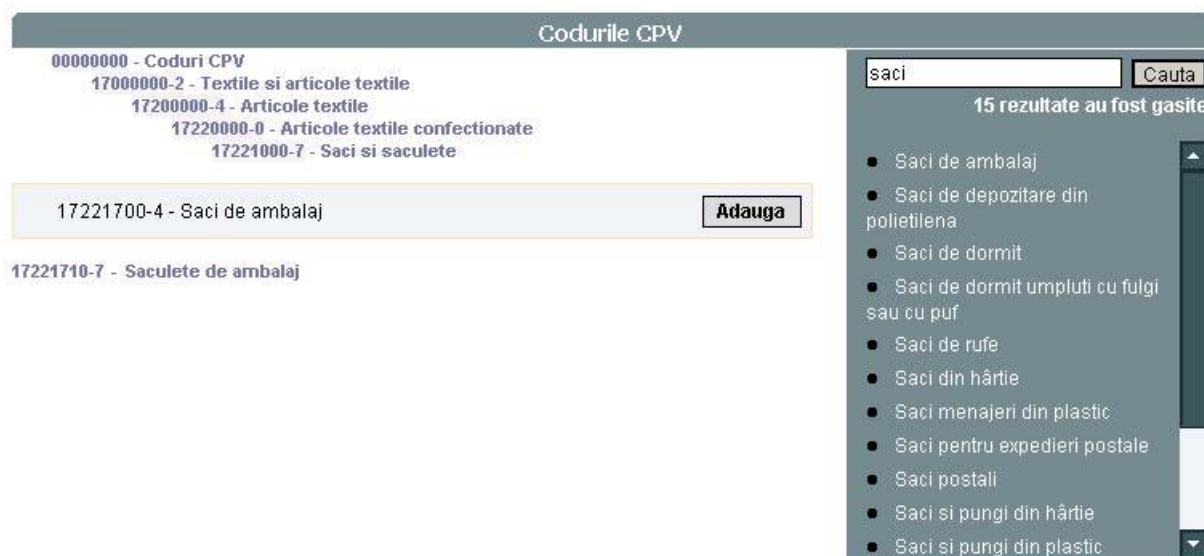 Codurile CPV
00000000 - Coduri CPV
17000000-2 - Textile si articole textile
17200000-4 - Articole textile
17220000-0 - Articole textile confectionate
17221000-7 - Saci si saculete
17221700-4 - Saci de ambalaj
Adauga
17221710-7 - Saculete de ambalaj
saci
Cauta
15 rezultate au fost gasite
Saci de ambalaj
Saci de depozitare din
polietilena
Saci de dormit
Saci de dormit umpluti cu fulgi
sau cu puf
Saci de rufe
Saci din hârtie
Saci menajeri din plastic
Saci pentru expedieri postale
Saci postali
Saci si pungi din hârtie
Saci si pungi din plastic